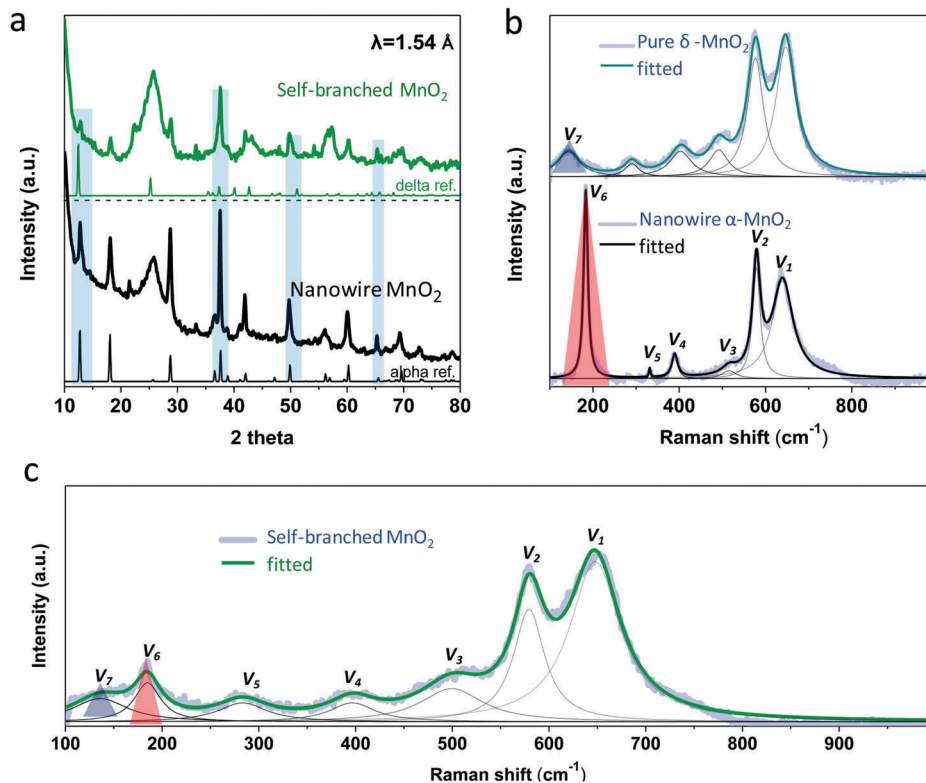 a
λ=1.54 Å
Self-branched MnO₂
delta ref.
Nanowire MnO₂
alpha ref.
Intensity (a.u.)
10 20 30 40 50 60 70 80
2 theta
b
Pure δ -MnO₂
fitted
V₇
V₆
Nanowire α-MnO₂
fitted
V₂
V₁
V₅
V₄
V₃
Intensity (a.u.)
200 400 600 800
Raman shift (cm⁻¹)
c
Self-branched MnO₂
fitted
V₁
V₂
V₃
V₄
V₅
V₆
V₇
Intensity (a.u.)
100 200 300 400 500 600 700 800 900
Raman shift (cm⁻¹)